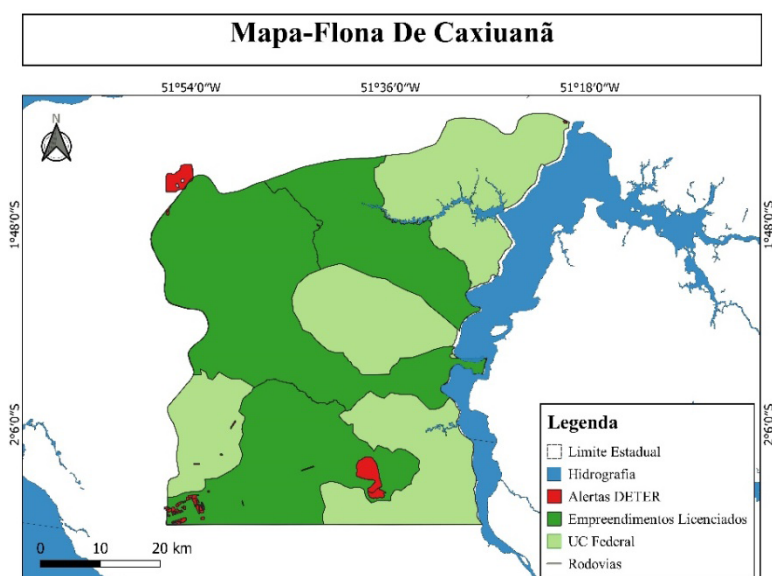 Mapa-Flona De Caxiuanã
51°54′0″W 51°36′0″W 51°18′0″W
N
1°48′0″S 1°48′0″S
2°6′0″S 2°6′0″S
Legenda
Limite Estadual
Hidrografia
Alertas DETER
Empreendimentos Licenciados
UC Federal
Rodovias
0 10 20 km